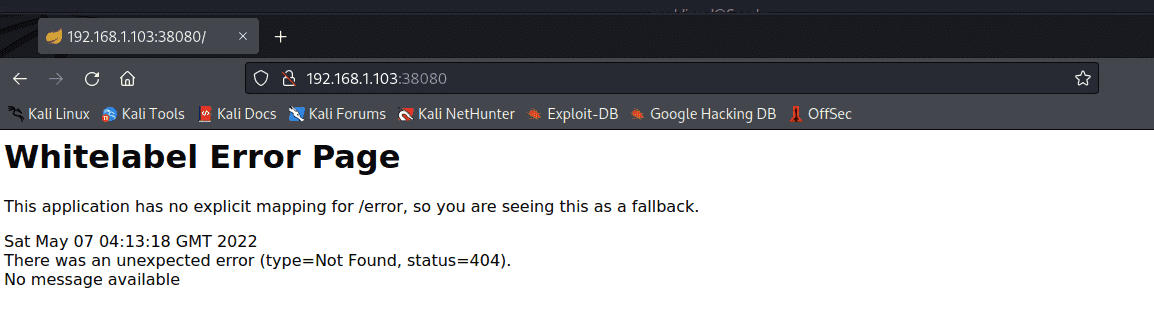 192.168.1.103:38080/
192.168.1.103:38080
Kali Linux Kali Tools Kali Docs Kali Forums Kali NetHunter Exploit-DB Google Hacking DB OffSec
Whitelabel Error Page
This application has no explicit mapping for /error, so you are seeing this as a fallback.
Sat May 07 04:13:18 GMT 2022
There was an unexpected error (type=Not Found, status=404).
No message available